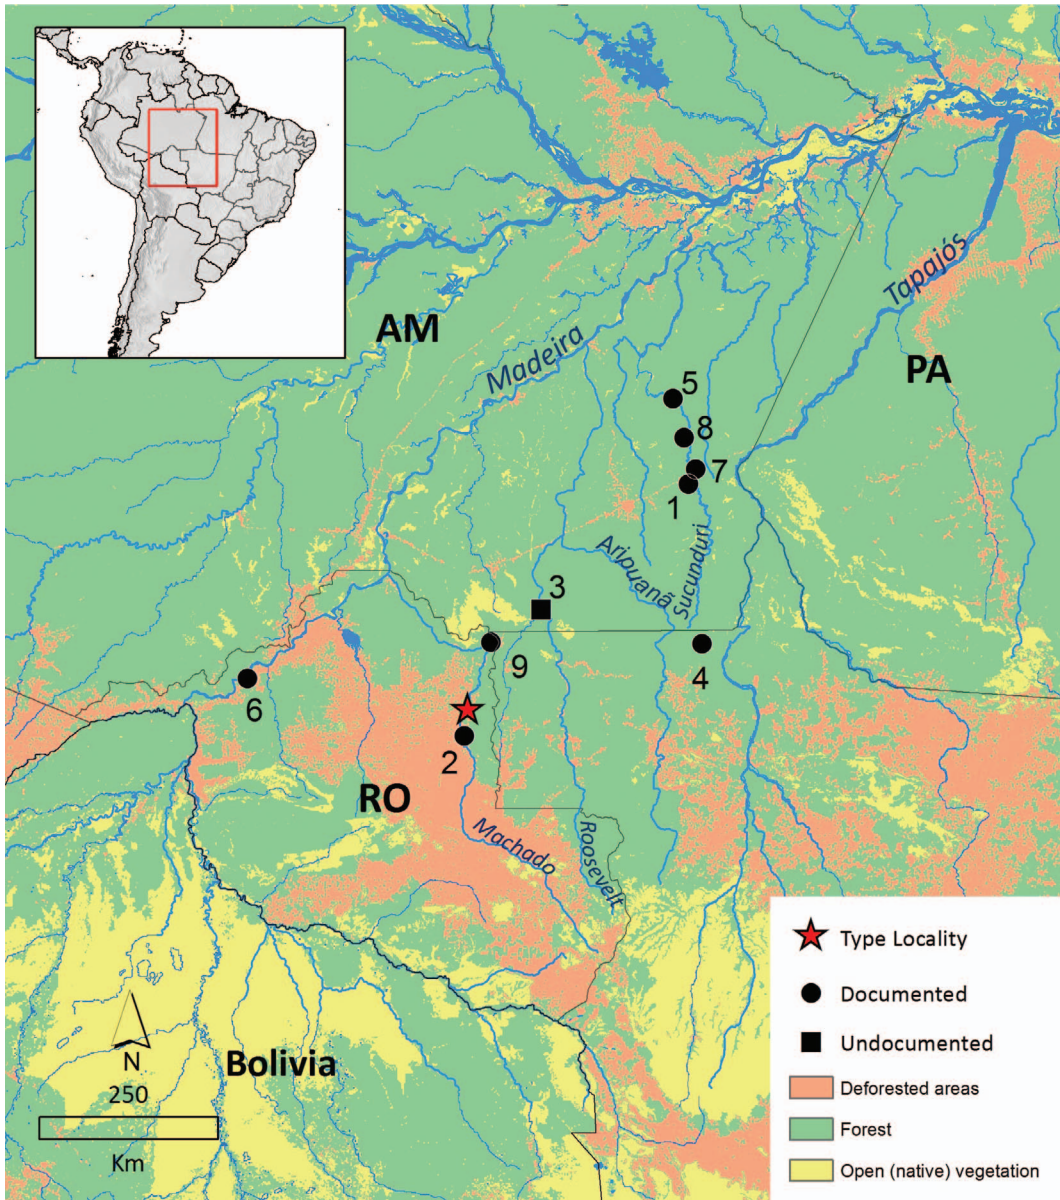 AM
Madeira
Tapajós
PA
5
8
7
1
Aripuanã
Sucunduri
3
9
4
6
2
RO
Machado
Roosevelt
Bolivia
N
250
Km
Type Locality
Documented
Undocumented
Deforested areas
Forest
Open (native) vegetation